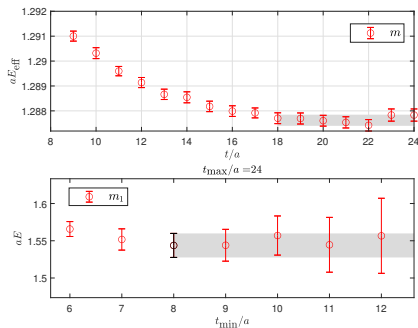 1.292
1.291
1.29
1.289
1.288
aE_eff
m
8 10 12 14 16 18 20 22 24
t/a
t_max/a =24
1.6
1.55
1.5
aE
m_1
6 7 8 9 10 11 12
t_min/a